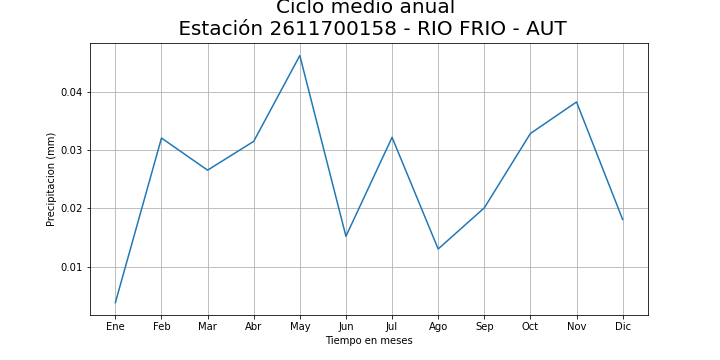 Ciclo medio anual
Estación 2611700158 - RIO FRIO - AUT
Precipitacion (mm)
0.04
0.03
0.02
0.01
Ene Feb Mar Abr May Jun Jul Ago Sep Oct Nov Dic
Tiempo en meses